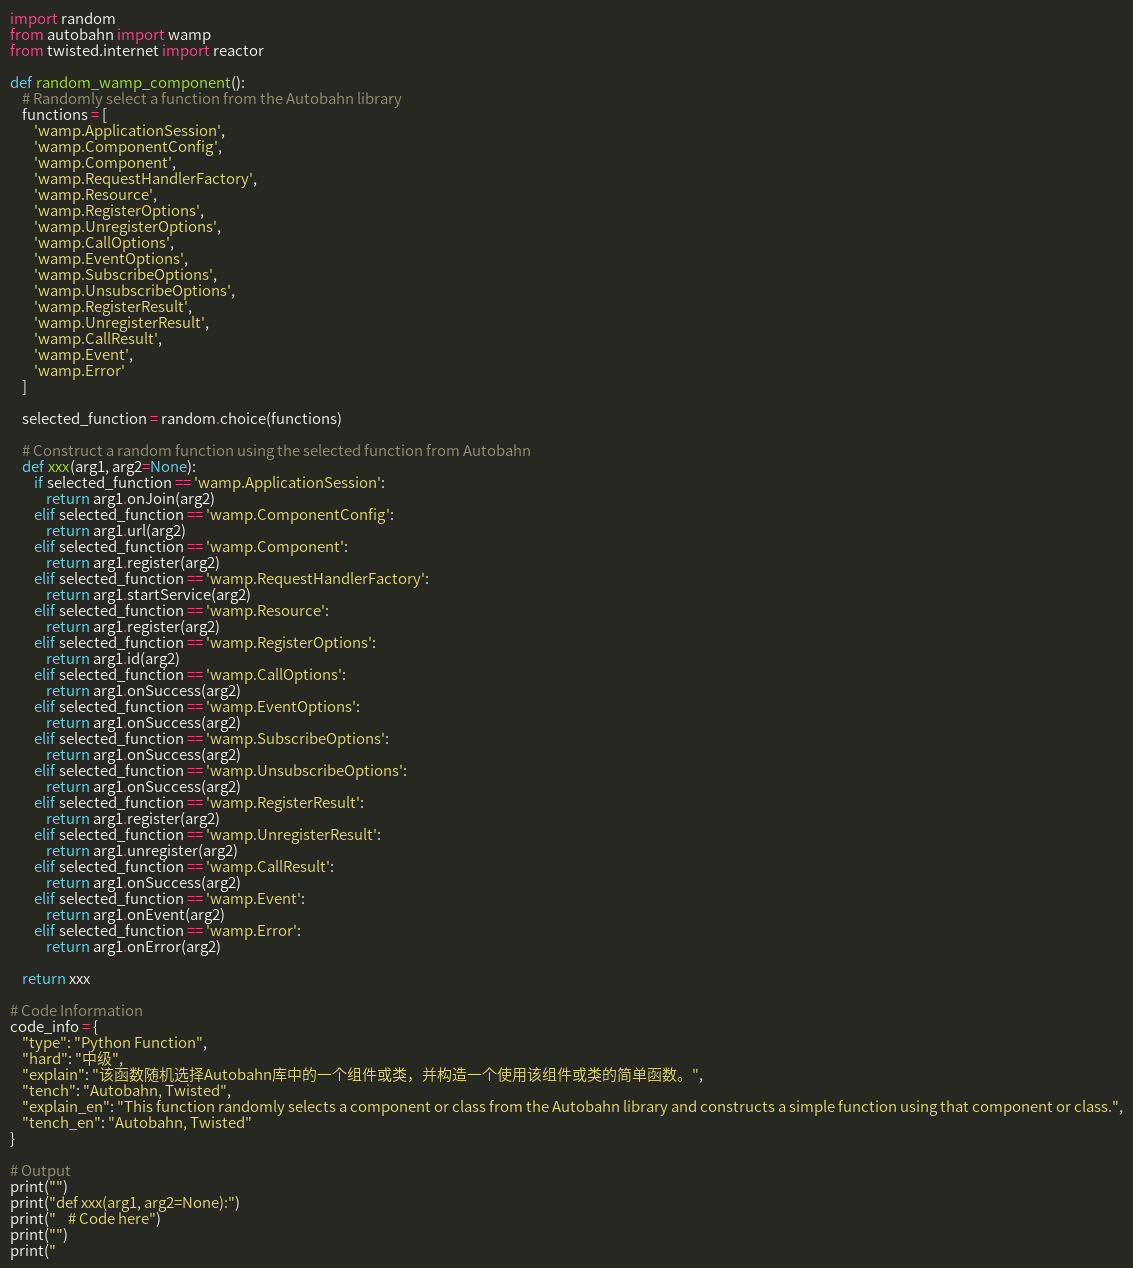 import random
from autobahn import wamp
from twisted.internet import reactor

def random_wamp_component():
    # Randomly select a function from the Autobahn library
    functions = [
        'wamp.ApplicationSession',
        'wamp.ComponentConfig',
        'wamp.Component',
        'wamp.RequestHandlerFactory',
        'wamp.Resource',
        'wamp.RegisterOptions',
        'wamp.UnregisterOptions',
        'wamp.CallOptions',
        'wamp.EventOptions',
        'wamp.SubscribeOptions',
        'wamp.UnsubscribeOptions',
        'wamp.RegisterResult',
        'wamp.UnregisterResult',
        'wamp.CallResult',
        'wamp.Event',
        'wamp.Error'
    ]

    selected_function = random.choice(functions)

    # Construct a random function using the selected function from Autobahn
    def xxx(arg1, arg2=None):
        if selected_function == 'wamp.ApplicationSession':
            return arg1.onJoin(arg2)
        elif selected_function == 'wamp.ComponentConfig':
            return arg1.url(arg2)
        elif selected_function == 'wamp.Component':
            return arg1.register(arg2)
        elif selected_function == 'wamp.RequestHandlerFactory':
            return arg1.startService(arg2)
        elif selected_function == 'wamp.Resource':
            return arg1.register(arg2)
        elif selected_function == 'wamp.RegisterOptions':
            return arg1.id(arg2)
        elif selected_function == 'wamp.CallOptions':
            return arg1.onSuccess(arg2)
        elif selected_function == 'wamp.EventOptions':
            return arg1.onSuccess(arg2)
        elif selected_function == 'wamp.SubscribeOptions':
            return arg1.onSuccess(arg2)
        elif selected_function == 'wamp.UnsubscribeOptions':
            return arg1.onSuccess(arg2)
        elif selected_function == 'wamp.RegisterResult':
            return arg1.register(arg2)
        elif selected_function == 'wamp.UnregisterResult':
            return arg1.unregister(arg2)
        elif selected_function == 'wamp.CallResult':
            return arg1.onSuccess(arg2)
        elif selected_function == 'wamp.Event':
            return arg1.onEvent(arg2)
        elif selected_function == 'wamp.Error':
            return arg1.onError(arg2)

    return xxx

# Code Information
code_info = {
    "type": "Python Function",
    "hard": "中级",
    "explain": "该函数随机选择Autobahn库中的一个组件或类，并构造一个使用该组件或类的简单函数。",
    "tench": "Autobahn, Twisted",
    "explain_en": "This function randomly selects a component or class from the Autobahn library and constructs a simple function using that component or class.",
    "tench_en": "Autobahn, Twisted"
}

# Output
print("")
print("def xxx(arg1, arg2=None):")
print("    # Code here")
print("")
print("